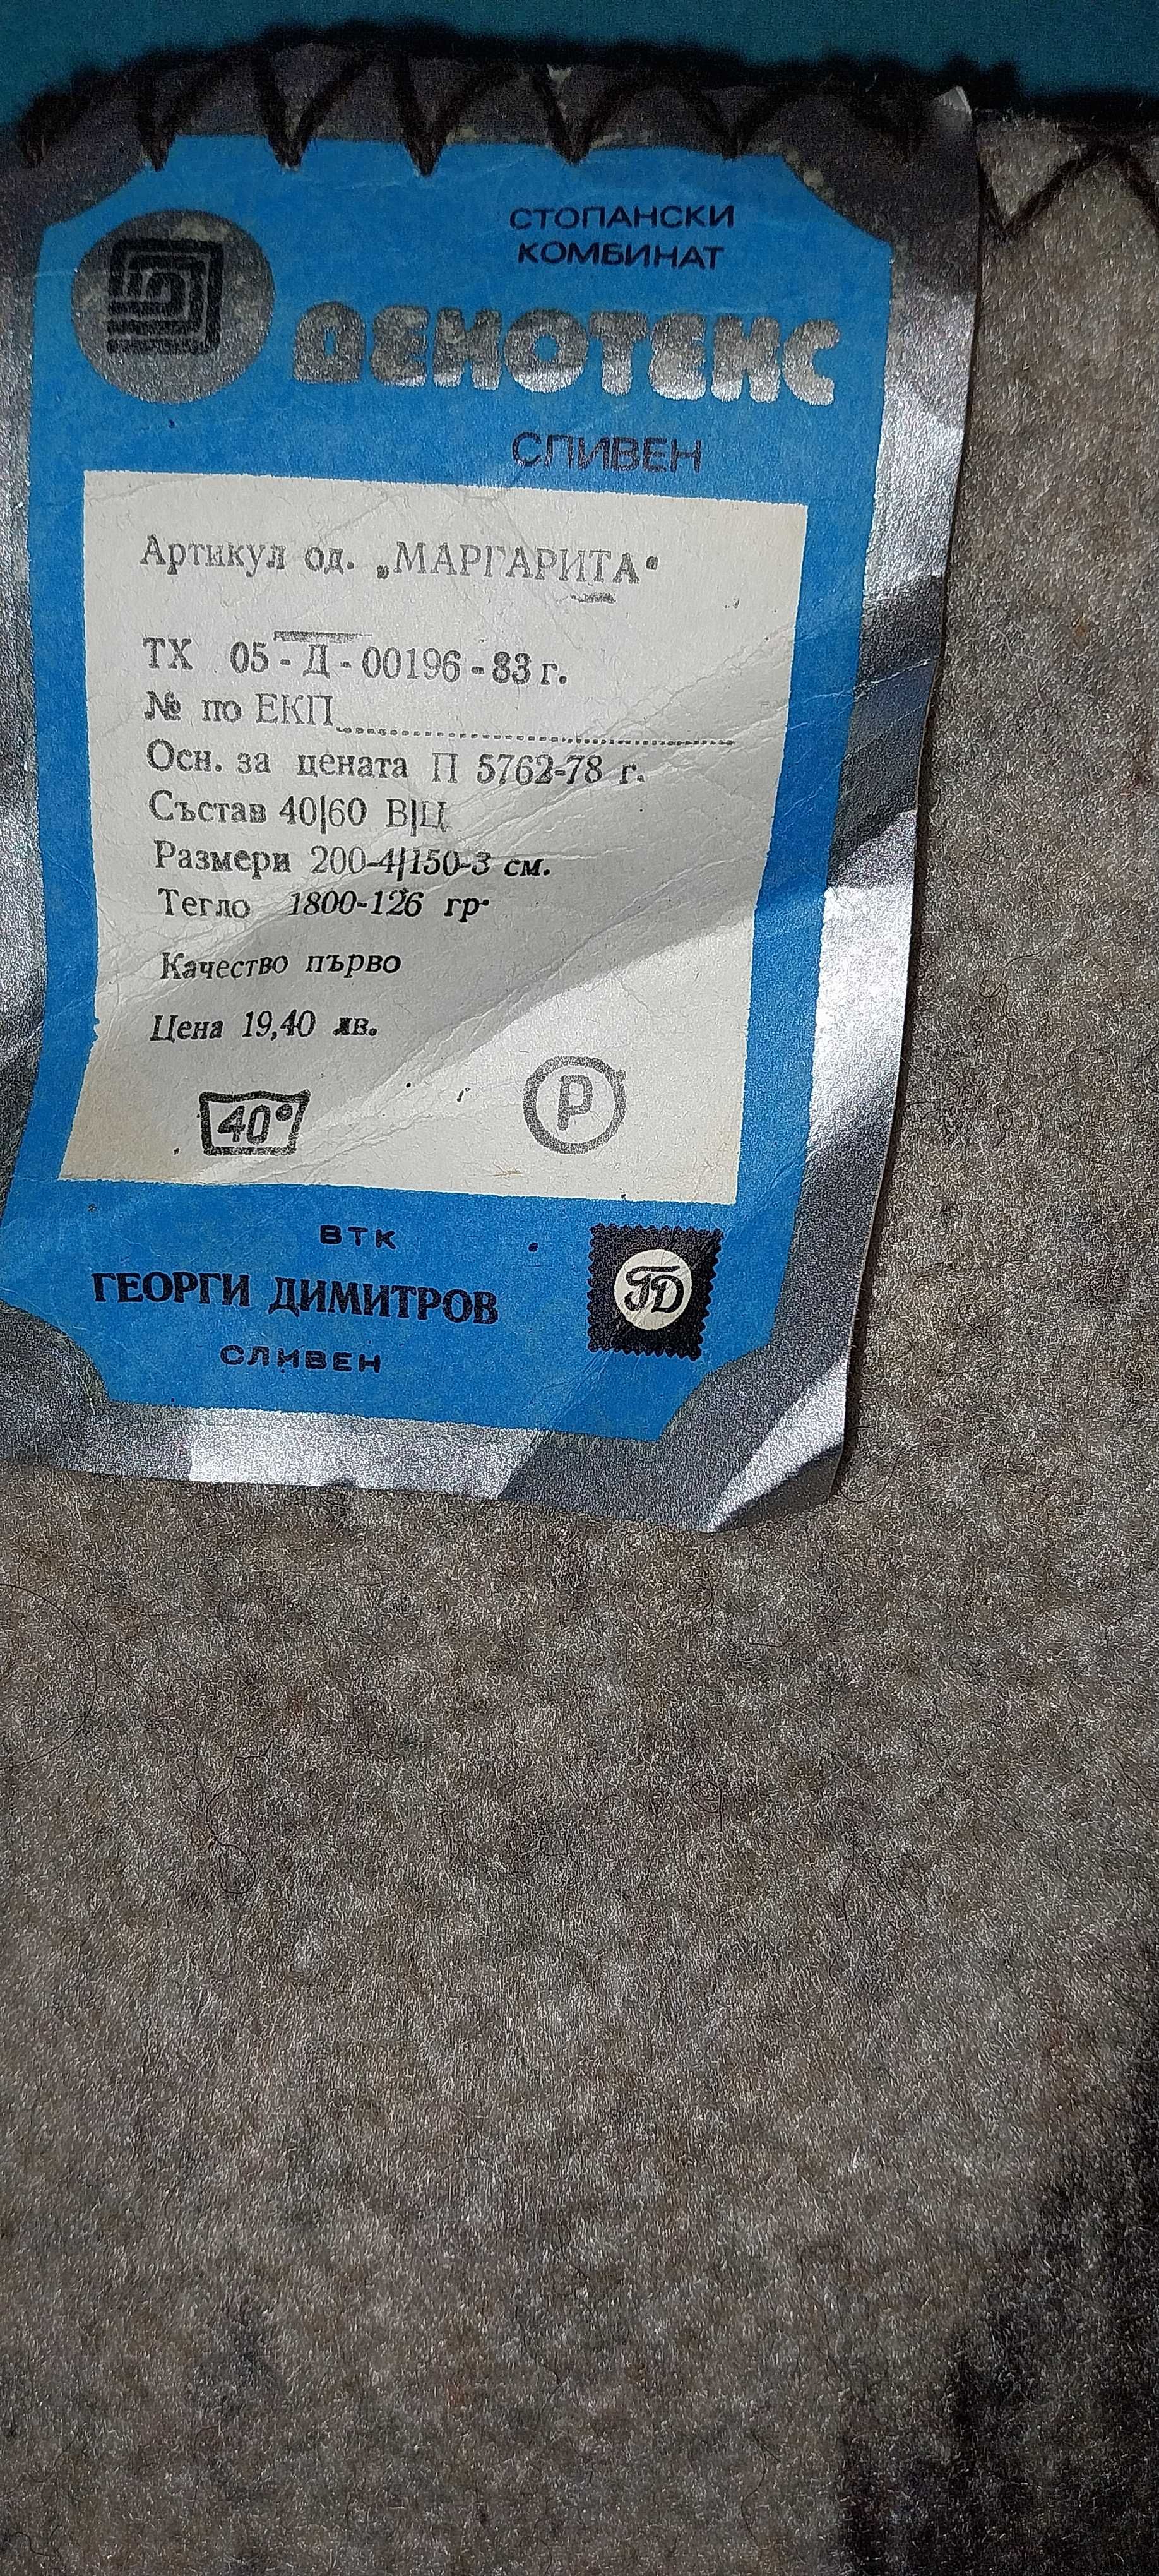 СТОПАНСКИ
КОМБИНАТ
ДЕКОТЕКС
СЛИВЕН
Артикул од. „МАРГАРИТА“
ТХ 05-Д-00196-83 г.
№ по ЕКП
Осн. за цената П 5762-78 г.
Състав 40|60 В|Ц
Размери 200-4|150-3 см.
Тегло 1800-126 гр.
Качество първо
Цена 19,40 лв.
40° P
ВТК
ГЕОРГИ ДИМИТРОВ
ГД
СЛИВЕН